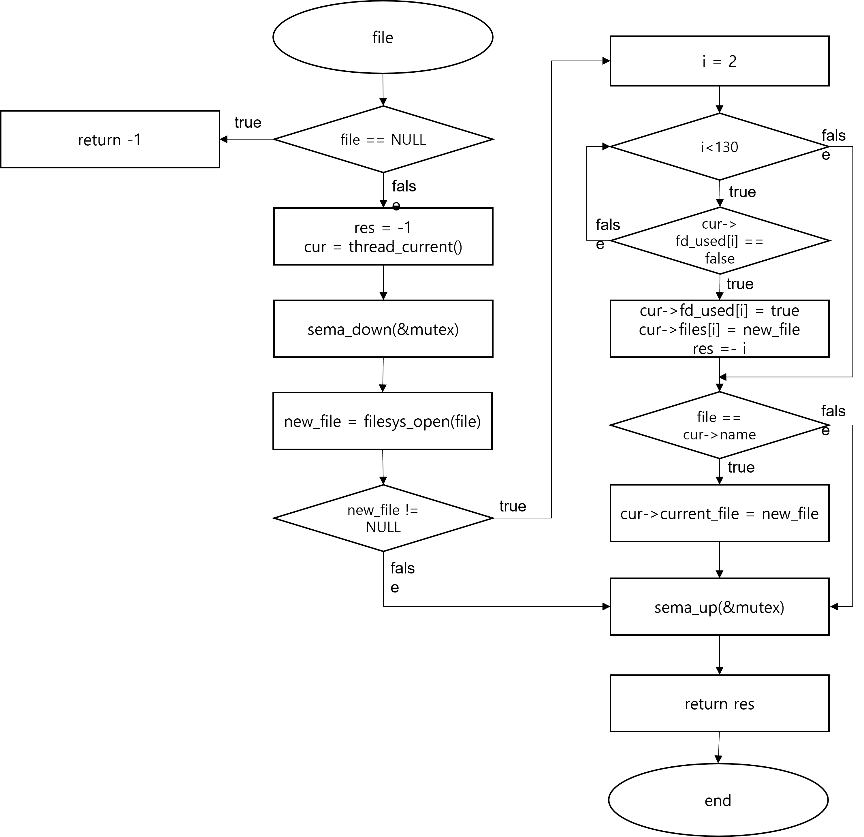 file
file == NULL
true
return -1
fals
e
res = -1
cur = thread_current()
sema_down(&mutex)
new_file = filesys_open(file)
new_file !=
NULL
true
fals
e
i = 2
i<130
fals
e
true
cur->
fd_used[i] ==
false
fals
e
true
cur->fd_used[i] = true
cur->files[i] = new_file
res =- i
file ==
cur->name
fals
e
true
cur->current_file = new_file
sema_up(&mutex)
return res
end